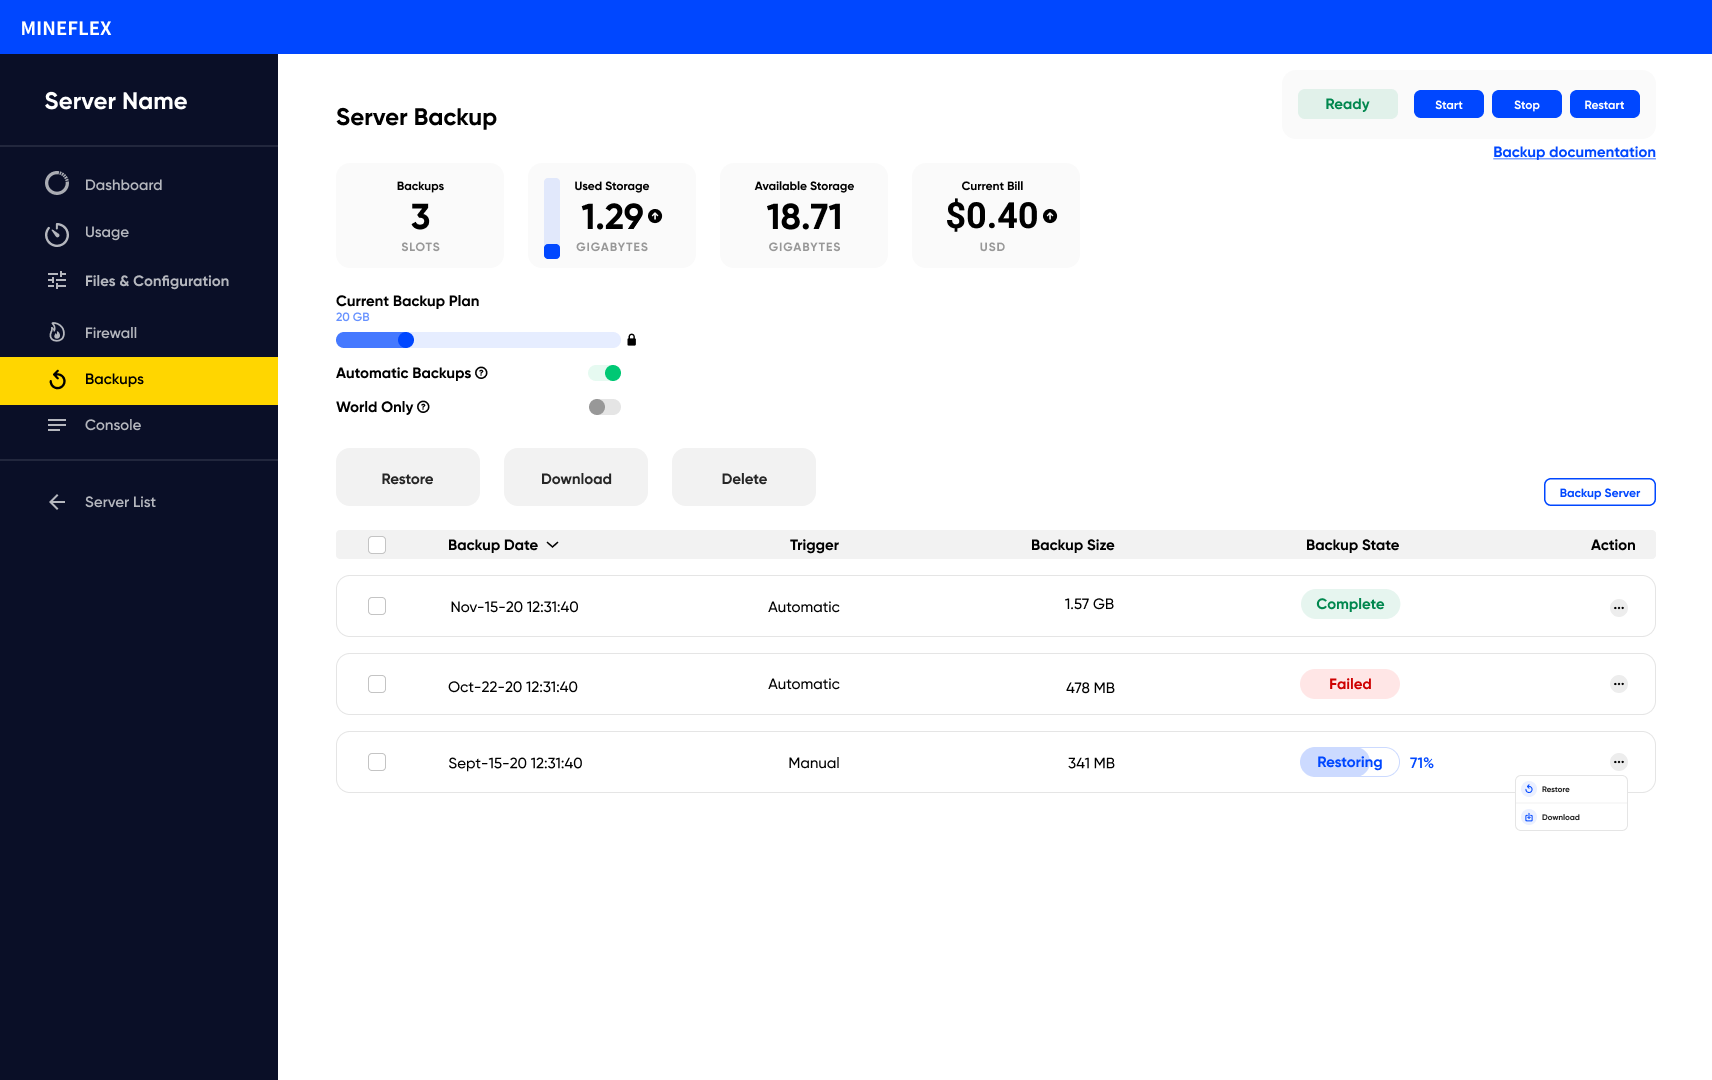 MINEFLEX
Server Name
Dashboard
Usage
Files & Configuration
Firewall
Backups
Console
Server List
Server Backup
Ready
Start
Stop
Restart
Backup documentation
Backups
3
SLOTS
Used Storage
1.29
GIGABYTES
Available Storage
18.71
GIGABYTES
Current Bill
$0.40
USD
Current Backup Plan
20 GB
Automatic Backups
World Only
Restore
Download
Delete
Backup Server
Backup Date Trigger Backup Size Backup State Action
Nov-15-20 12:31:40 Automatic 1.57 GB Complete
Oct-22-20 12:31:40 Automatic 478 MB Failed
Sept-15-20 12:31:40 Manual 341 MB Restoring 71%
Restore
Download